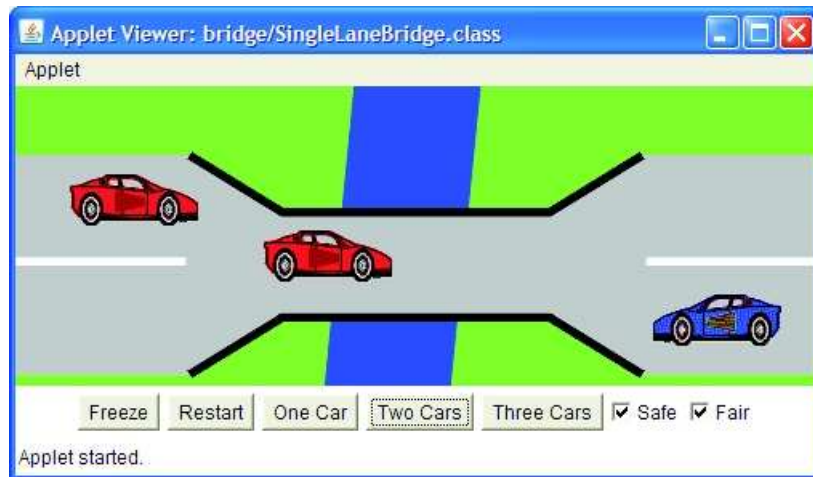 Applet Viewer: bridge/SingleLaneBridge.class
Applet
Freeze Restart One Car Two Cars Three Cars Safe Fair
Applet started.